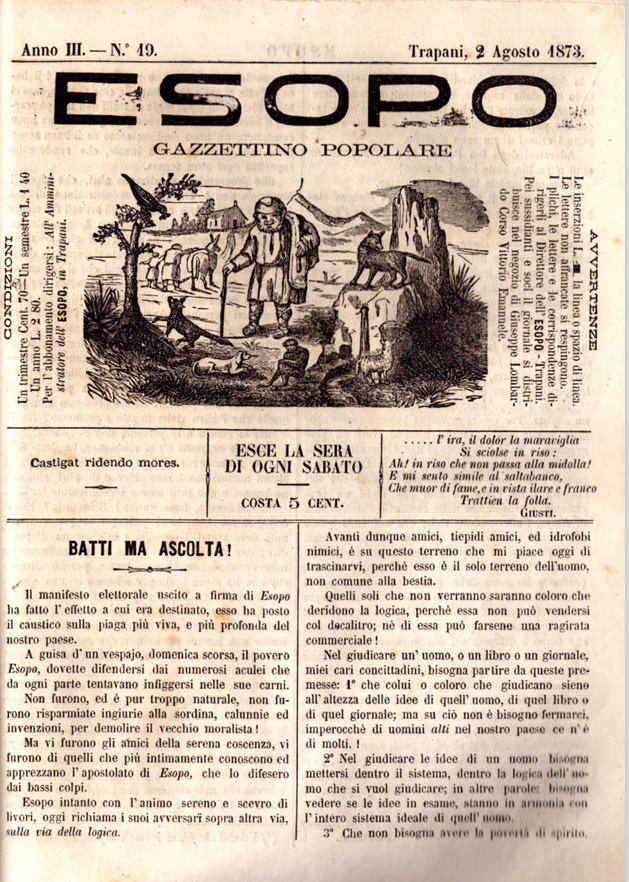 Anno III. — N.° 19.
Trapani, 2 Agosto 1873.
ESOPO
GAZZETTINO POPOLARE
CONDIZIONI
Un trimestre Cent. 70 — Un semestre L. 1 40
Un anno L. 2 80.
Per l'abbonamento dirigersi: All' Ammini-
stratore dell' ESOPO, in Trapani.
AVVERTENZE
Le inserzioni L. la linea o spazio di linea.
Le lettere non affrancate si respingono.
I plichi, le lettere e le corrispondenze di-
rigerli al Direttore dell' ESOPO - Trapani.
Pei sussidianti e soci il giornale si distri-
buisce nel negozio di Giuseppe Lombar-
do Corso Vittorio Emanuele.
Castigat ridendo mores.
ESCE LA SERA
DI OGNI SABATO
COSTA 5 CENT.
..... l' ira, il dolor la maraviglia
Si sciolse in riso :
Ah! in riso che non passa alla midolla!
E mi sento simile al saltabanco,
Che muor di fame, e in vista ilare e franco
Trattien la folla.
GIUSTI.
BATTI MA ASCOLTA!
Il manifesto elettorale uscito a firma di Esopo
ha fatto l' effetto a cui era destinato, esso ha posto
il caustico sulla piaga più viva, e più profonda del
nostro paese.
A guisa d' un vespajo, domenica scorsa, il povero
Esopo, dovette difendersi dai numerosi aculei che
da ogni parte tentavano infiggersi nelle sue carni.
Non furono, ed è pur troppo naturale, non fu-
rono risparmiate ingiurie alla sordina, calunnie ed
invenzioni, per demolire il vecchio moralista !
Ma vi furono gli amici della serena coscenza, vi
furono di quelli che più intimamente conoscono ed
apprezzano l' apostolato di Esopo, che lo difesero
dai bassi colpi.
Esopo intanto con l' animo sereno e scevro di
livori, oggi richiama i suoi avversarï sopra altra via,
sulla via della logica.
Avanti dunque amici, tiepidi amici, ed idrofobi
nimici, è su questo terreno che mi piace oggi di
trascinarvi, perchè esso è il solo terreno dell'uomo,
non comune alla bestia.
Quelli soli che non verranno saranno coloro che
deridono la logica, perchè essa non può vendersi
col decalitro; nè di essa può farsene una ragirata
commerciale !
Nel giudicare un' uomo, o un libro o un giornale,
miei cari concittadini, bisogna partire da queste pre-
messe: 1° che colui o coloro che giudicano sieno
all'altezza delle idee di quell' uomo, di quel libro o
di quel giornale; ma su ciò non è bisogno fermarci,
imperocchè di uomini alti nel nostro paese ce n' è
di molti. !
2° Nel giudicare le idee di un uomo bisogna
mettersi dentro il sistema, dentro la logica dell' uo-
mo che si vuol giudicare; in altre parole: bisogna
vedere se le idee in esame, stanno in armonia con
l' intero sistema ideale di quell' uomo.
3° Che non bisogna avere la povertà di spirito,